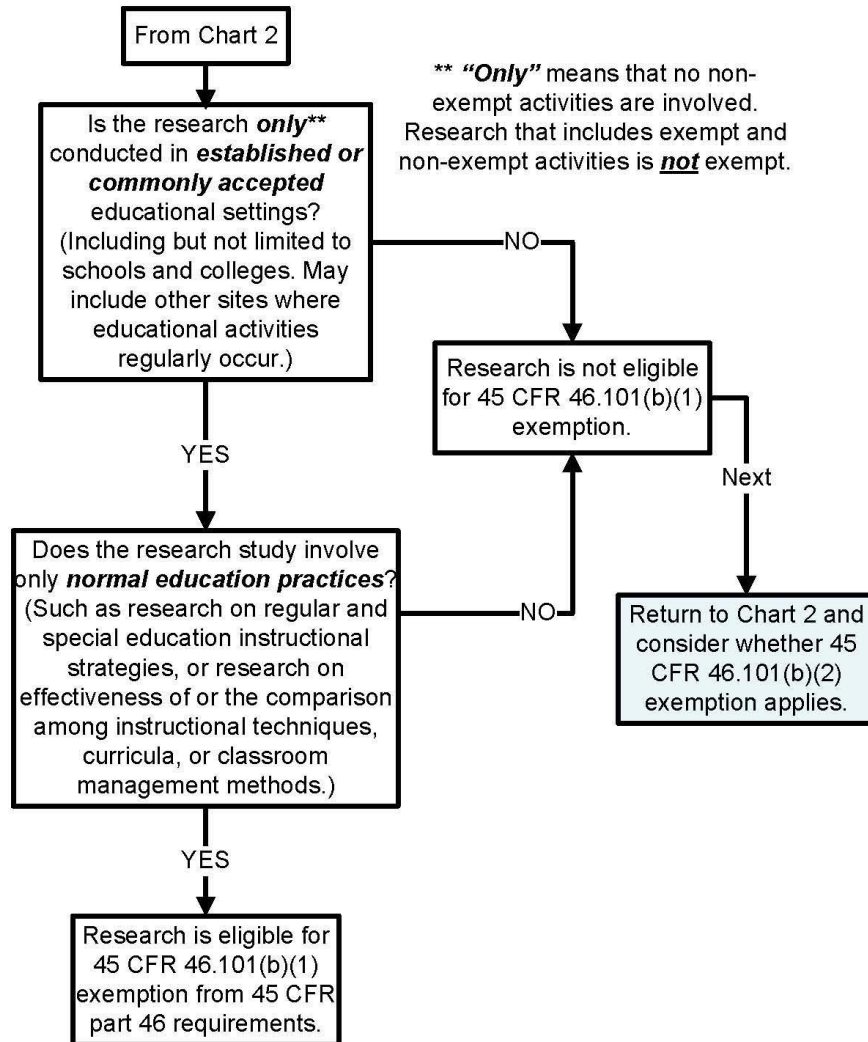 From Chart 2
** “Only” means that no non-
exempt activities are involved.
Research that includes exempt and
non-exempt activities is not exempt.
Is the research only**
conducted in established or
commonly accepted
educational settings?
(Including but not limited to
schools and colleges. May
include other sites where
educational activities
regularly occur.)
NO
Research is not eligible
for 45 CFR 46.101(b)(1)
exemption.
YES
Next
Does the research study involve
only normal education practices?
(Such as research on regular and
special education instructional
strategies, or research on
effectiveness of or the comparison
among instructional techniques,
curricula, or classroom
management methods.)
NO
Return to Chart 2 and
consider whether 45
CFR 46.101(b)(2)
exemption applies.
YES
Research is eligible for
45 CFR 46.101(b)(1)
exemption from 45 CFR
part 46 requirements.